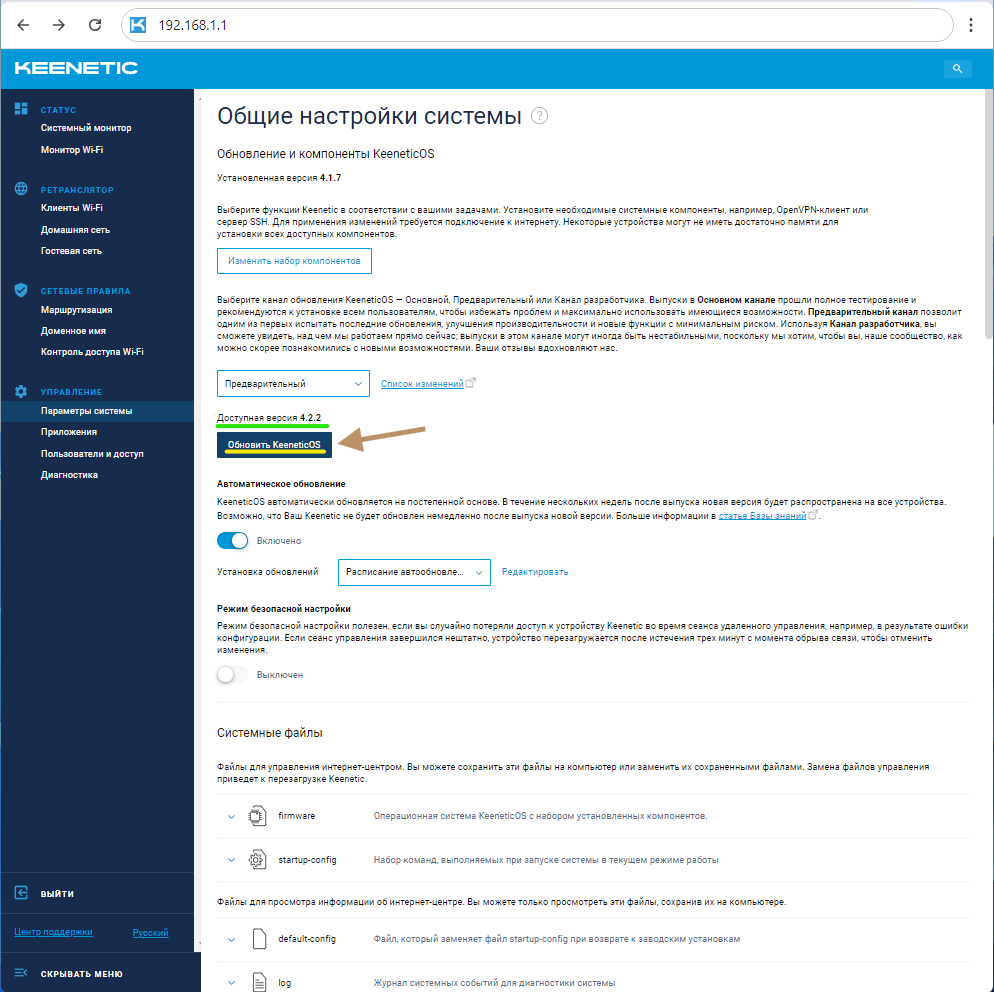 192.168.1.1
KEENETIC
СТАТУС
Системный монитор
Монитор Wi-Fi
РЕТРАНСЛЯТОР
Клиенты Wi-Fi
Домашняя сеть
Гостевая сеть
СЕТЕВЫЕ ПРАВИЛА
Маршрутизация
Доменное имя
Контроль доступа Wi-Fi
УПРАВЛЕНИЕ
Параметры системы
Приложения
Пользователи и доступ
Диагностика
ВЫЙТИ
Центр поддержки
Русский
СКРЫВАТЬ МЕНЮ
Общие настройки системы ?
Обновление и компоненты KeeneticOS
Установленная версия 4.1.7
Выберите функции Keenetic в соответствии с вашими задачами. Установите необходимые системные компоненты, например, OpenVPN-клиент или
сервер SSH. Для применения изменений требуется подключение к интернету. Некоторые устройства могут не иметь достаточно памяти для
установки всех доступных компонентов.
Изменить набор компонентов
Выберите канал обновления KeeneticOS — Основной, Предварительный или Канал разработчика. Выпуски в Основном канале прошли полное тестирование и
рекомендуются к установке всем пользователям, чтобы избежать проблем и максимально использовать имеющиеся возможности. Предварительный канал позволит
одним из первых испытать последние обновления, улучшения производительности и новые функции с минимальным риском. Используя Канал разработчика, вы
сможете увидеть, над чем мы работаем прямо сейчас; выпуски в этом канале могут иногда быть нестабильными, поскольку мы хотим, чтобы вы, наше сообщество, как
можно скорее познакомились с новыми возможностями. Ваши отзывы вдохновляют нас.
Предварительный
Список изменений
Доступная версия 4.2.2
Обновить KeeneticOS
Автоматическое обновление
KeeneticOS автоматически обновляется на постепенной основе. В течение нескольких недель после выпуска новая версия будет распространена на все устройства.
Возможно, что Ваш Keenetic не будет обновлен немедленно после выпуска новой версии. Больше информации в статье Базы знаний.
Включено
Установка обновлений
Расписание автообновле...
Редактировать
Режим безопасной настройки
Режим безопасной настройки полезен, если вы случайно потеряли доступ к устройству Keenetic во время сеанса удаленного управления, например, в результате ошибки
конфигурации. Если сеанс управления завершился нештатно, устройство перезагружается после истечения трех минут с момента обрыва связи, чтобы отменить
изменения.
Выключен
Системные файлы
Файлы для управления интернет-центром. Вы можете сохранить эти файлы на компьютер или заменить их сохраненными файлами. Замена файлов управления
приведет к перезагрузке Keenetic.
firmware
Операционная система KeeneticOS с набором установленных компонентов.
startup-config
Набор команд, выполняемых при запуске системы в текущем режиме работы
Файлы для просмотра информации об интернет-центре. Вы можете только просмотреть эти файлы, сохранив их на компьютере.
default-config
Файл, который заменяет файл startup-config при возврате к заводским установкам
log
Журнал системных событий для диагностики системы